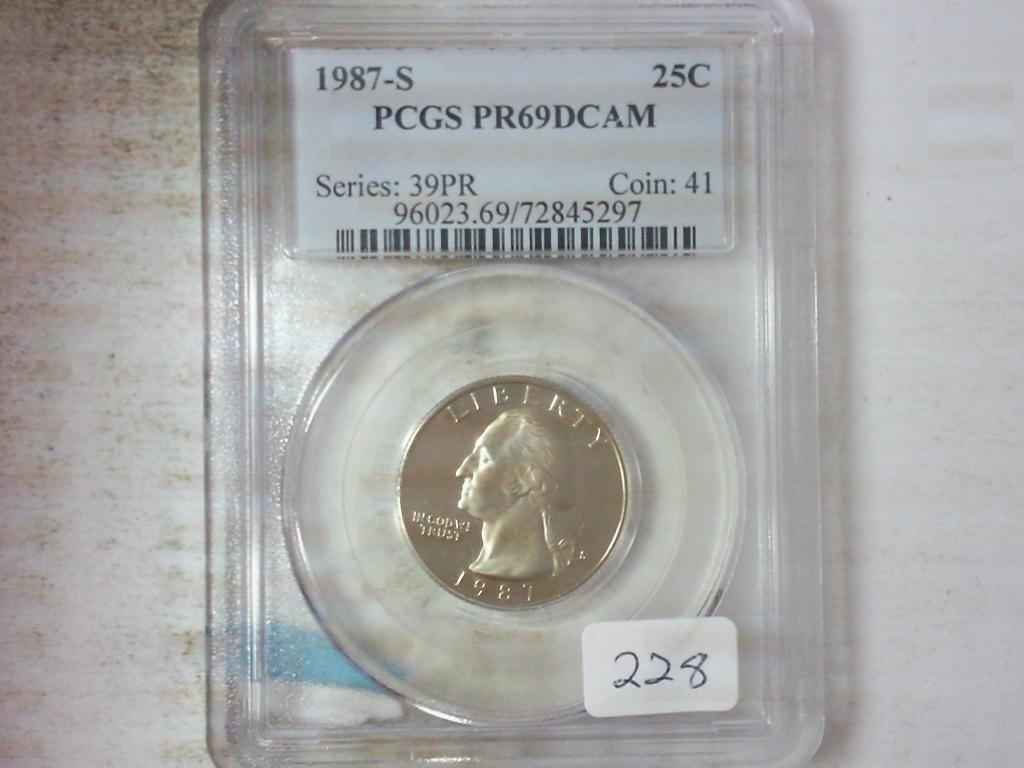 1987-S 25C
PCGS PR69DCAM
Series: 39PR Coin: 41
96023.69/72845297
LIBERTY
IN GOD WE
TRUST
S
1987
228